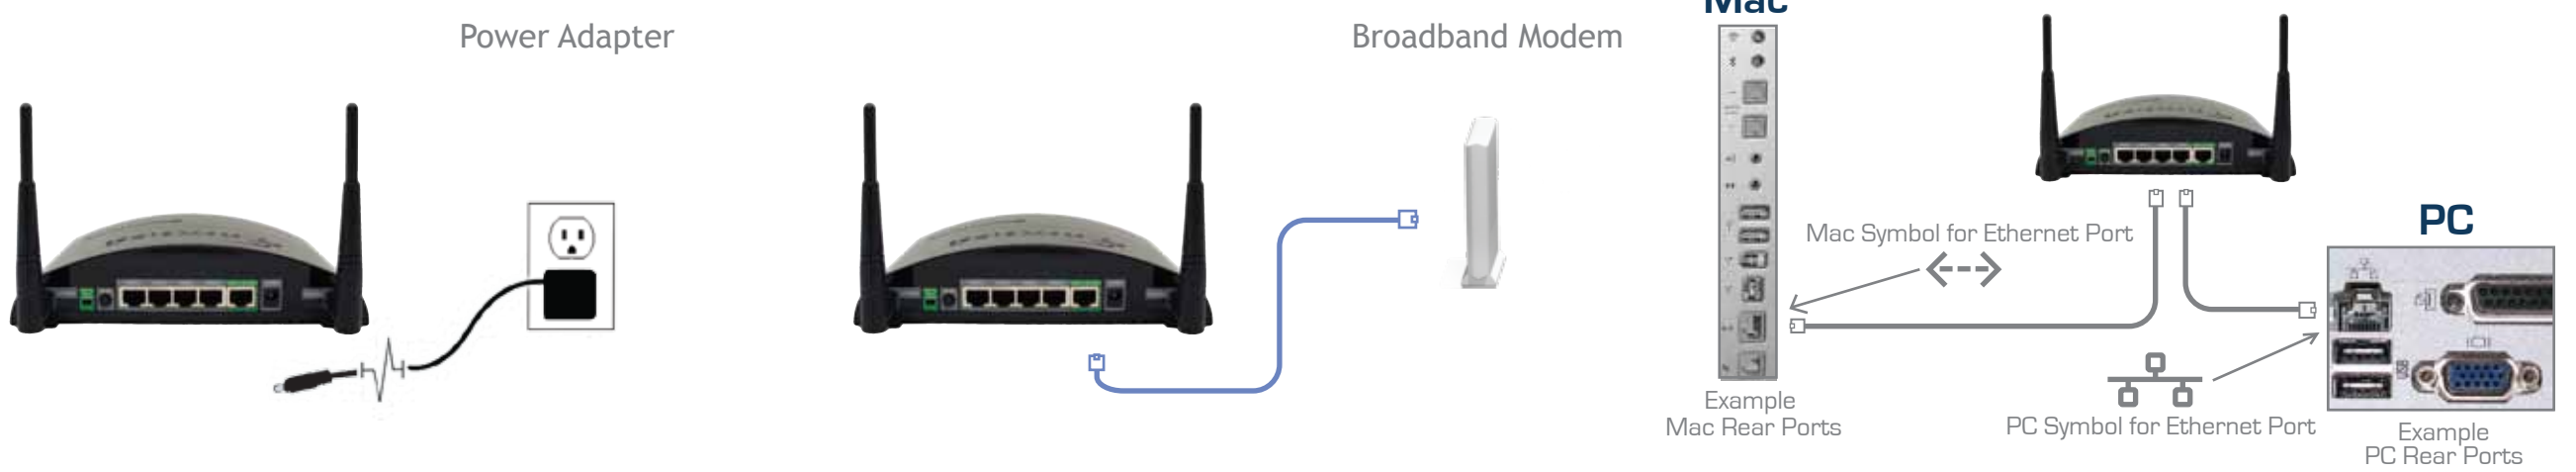 Power Adapter
Broadband Modem
Mac
Mac Symbol for Ethernet Port
PC
USB
Example
Mac Rear Ports
PC Symbol for Ethernet Port
Example
PC Rear Ports